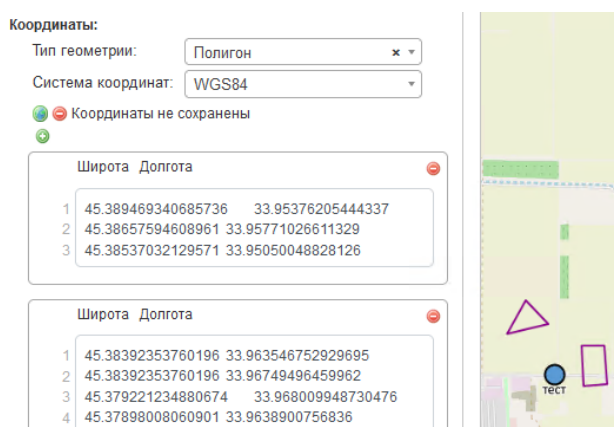 Координаты:
Тип геометрии: Полигон × ▾
Система координат: WGS84 ▾
Координаты не сохранены
Широта Долгота
1 45.389469340685736 33.95376205444337
2 45.38657594608961 33.95771026611329
3 45.38537032129571 33.95050048828126
Широта Долгота
1 45.38392353760196 33.963546752929695
2 45.38392353760196 33.96749496459962
3 45.379221234880674 33.968009948730476
4 45.37898008060901 33.9638900756836
тест